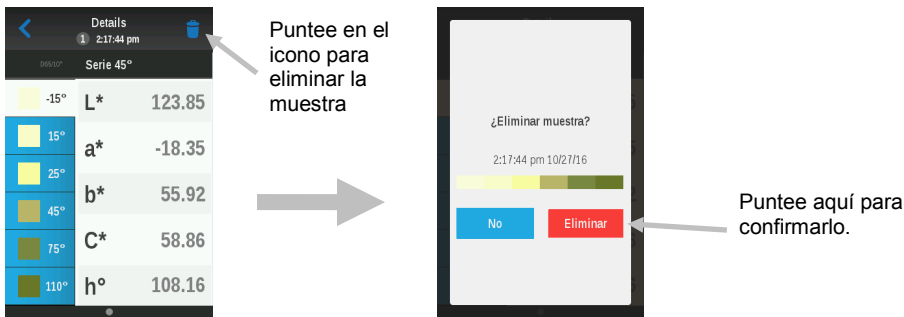 Details
1 2:17:44 pm
D65/10° Serie 45°
-15°
15°
25°
45°
75°
110°
L* 123.85
a* -18.35
b* 55.92
C* 58.86
h° 108.16
Puntee en el
icono para
eliminar la
muestra
¿Eliminar muestra?
2:17:44 pm 10/27/16
No Eliminar
Puntee aquí para
confirmarlo.